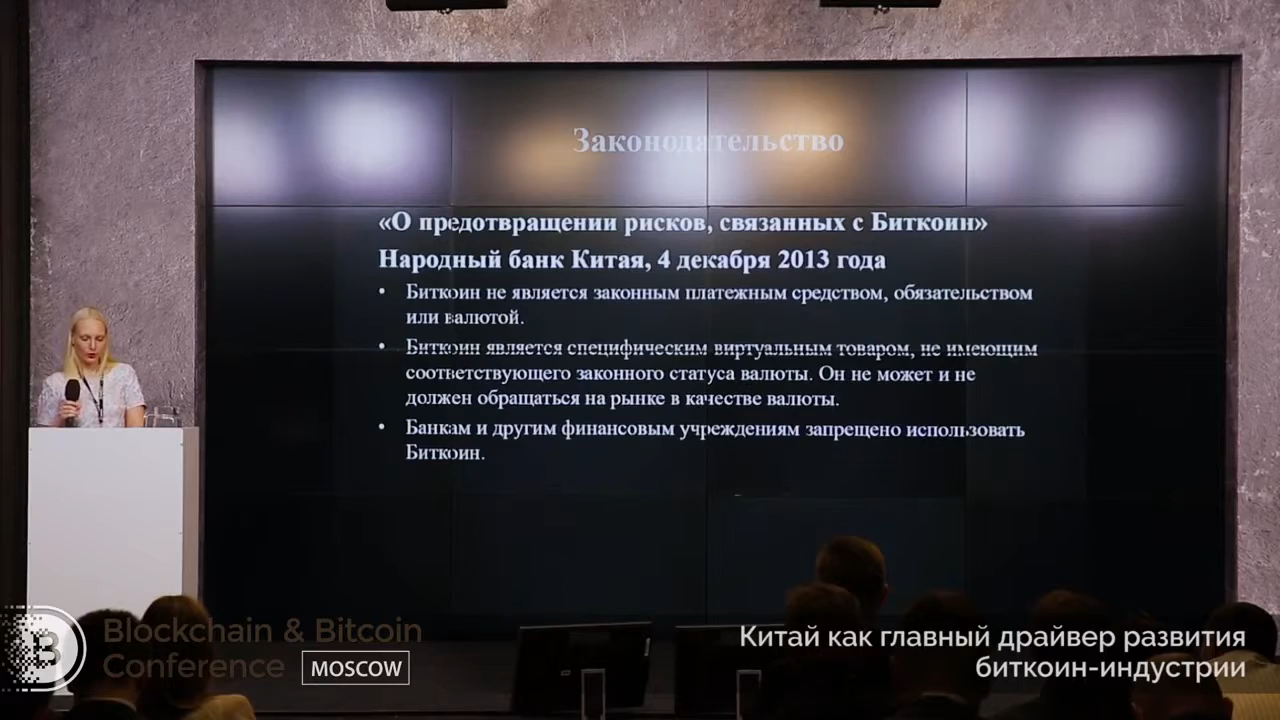 Законодательство
«О предотвращении рисков, связанных с Биткоин»
Народный банк Китая, 4 декабря 2013 года
• Биткоин не является законным платежным средством, обязательством
или валютой.
• Биткоин является специфическим виртуальным товаром, не имеющим
соответствующего законного статуса валюты. Он не может и не
должен обращаться на рынке в качестве валюты.
• Банкам и другим финансовым учреждениям запрещено использовать
Биткоин.
B
Blockchain & Bitcoin
Conference MOSCOW
Китай как главный драйвер развития
биткоин-индустрии